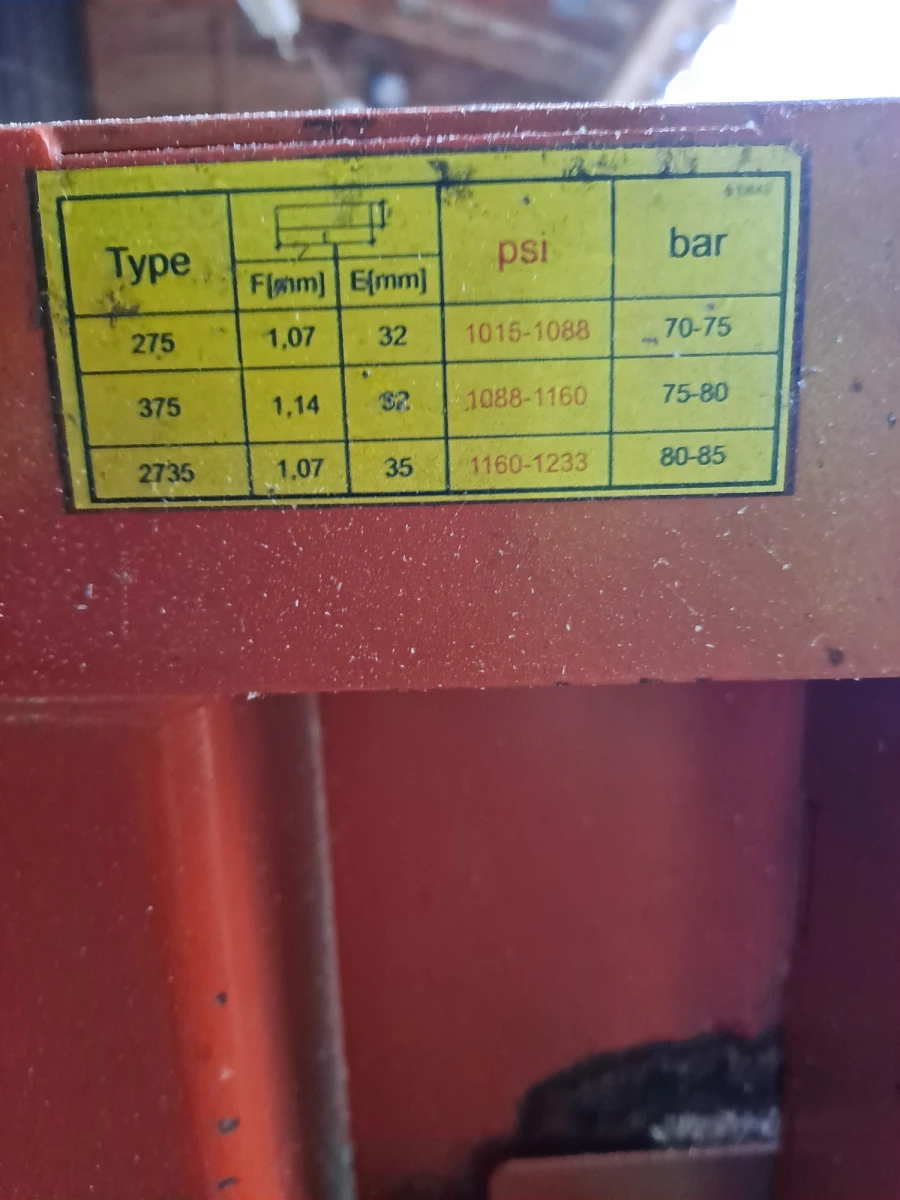 Type psi bar
F[ømm] E[mm]
275 1,07 32 1015-1088 70-75
375 1,14 32 1088-1160 75-80
2735 1,07 35 1160-1233 80-85